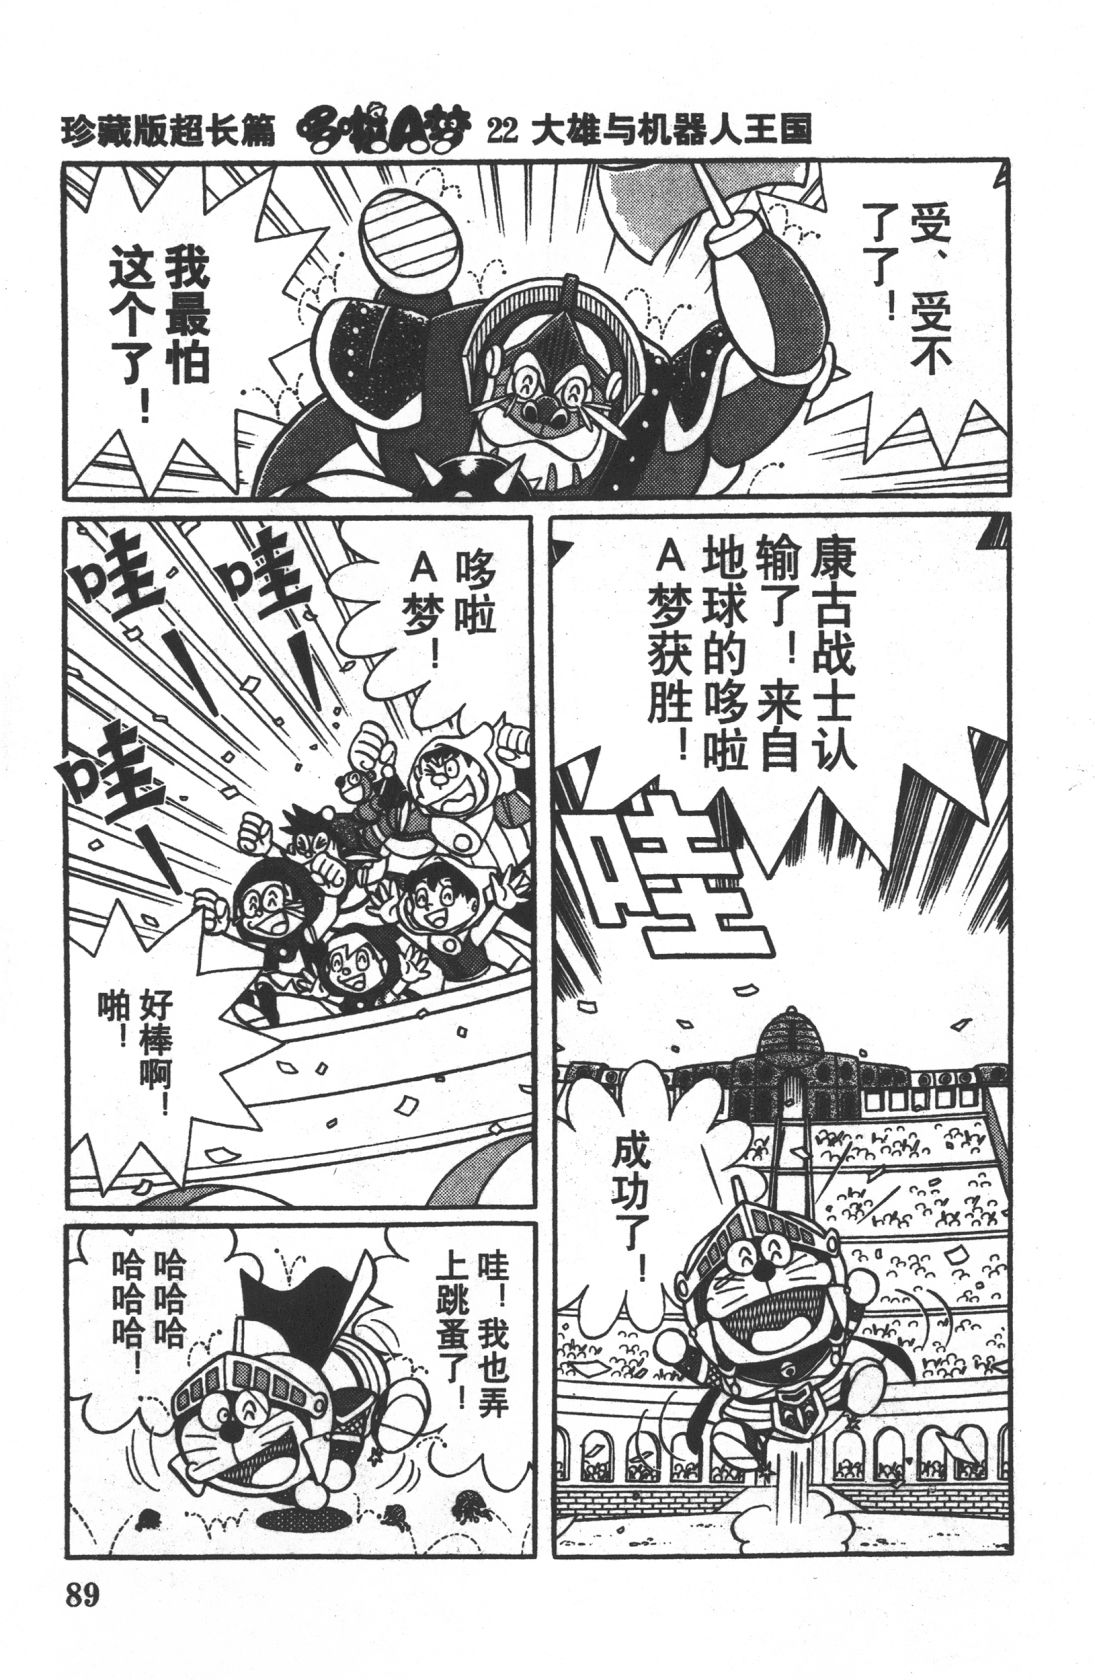 珍藏版超长篇 哆啦A梦 22 大雄与机器人王国
受、受不
了了！
我最怕
这个了！
康古战士认
输了！来自
地球的哆啦
A梦获胜！
哇
成功了！
哆啦
A梦！
哇！
哇！
哇！
好棒啊！
啪！
哇！我也弄
上跳蚤了！
哈哈哈
哈哈哈！
89